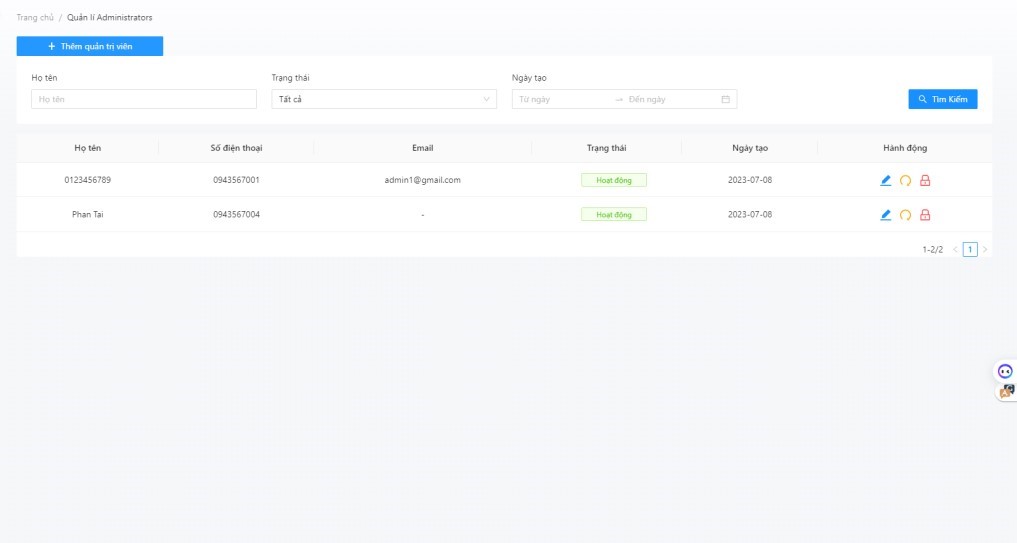 Trang chủ / Quản lí Administrators
+ Thêm quản trị viên
Họ tên Trạng thái Ngày tạo
Họ tên Tất cả Từ ngày → Đến ngày Tìm Kiếm
Họ tên Số điện thoại Email Trạng thái Ngày tạo Hành động
0123456789 0943567001 admin1@gmail.com Hoạt động 2023-07-08
Phan Tai 0943567004 - Hoạt động 2023-07-08
1-2/2 < 1 >